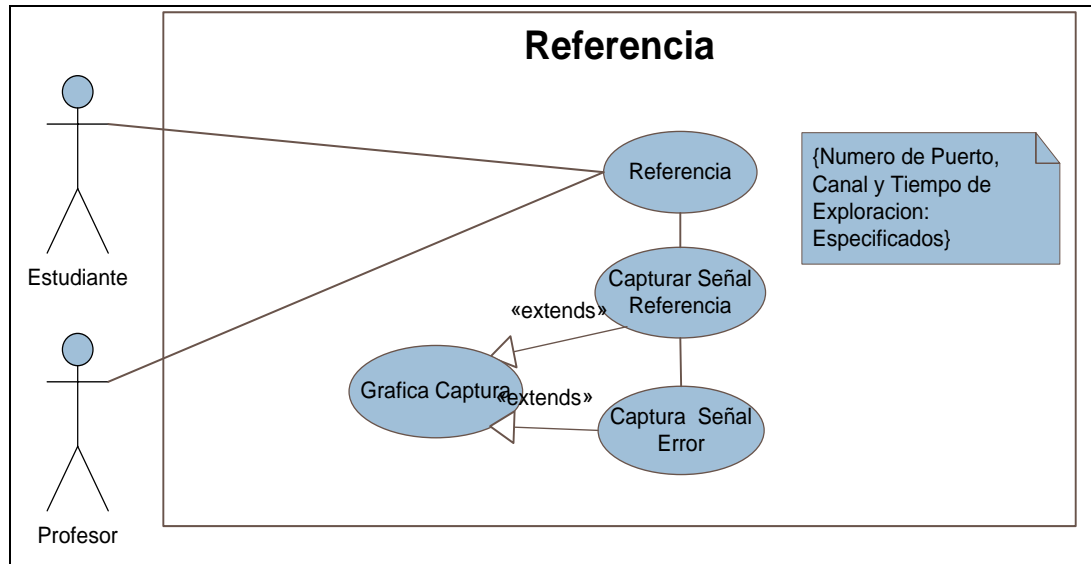 Referencia
Estudiante
Profesor
Referencia
{Numero de Puerto,
Canal y Tiempo de
Exploracion:
Especificados}
Capturar Señal
Referencia
«extends»
Grafica Captura
«extends»
Captura Señal
Error